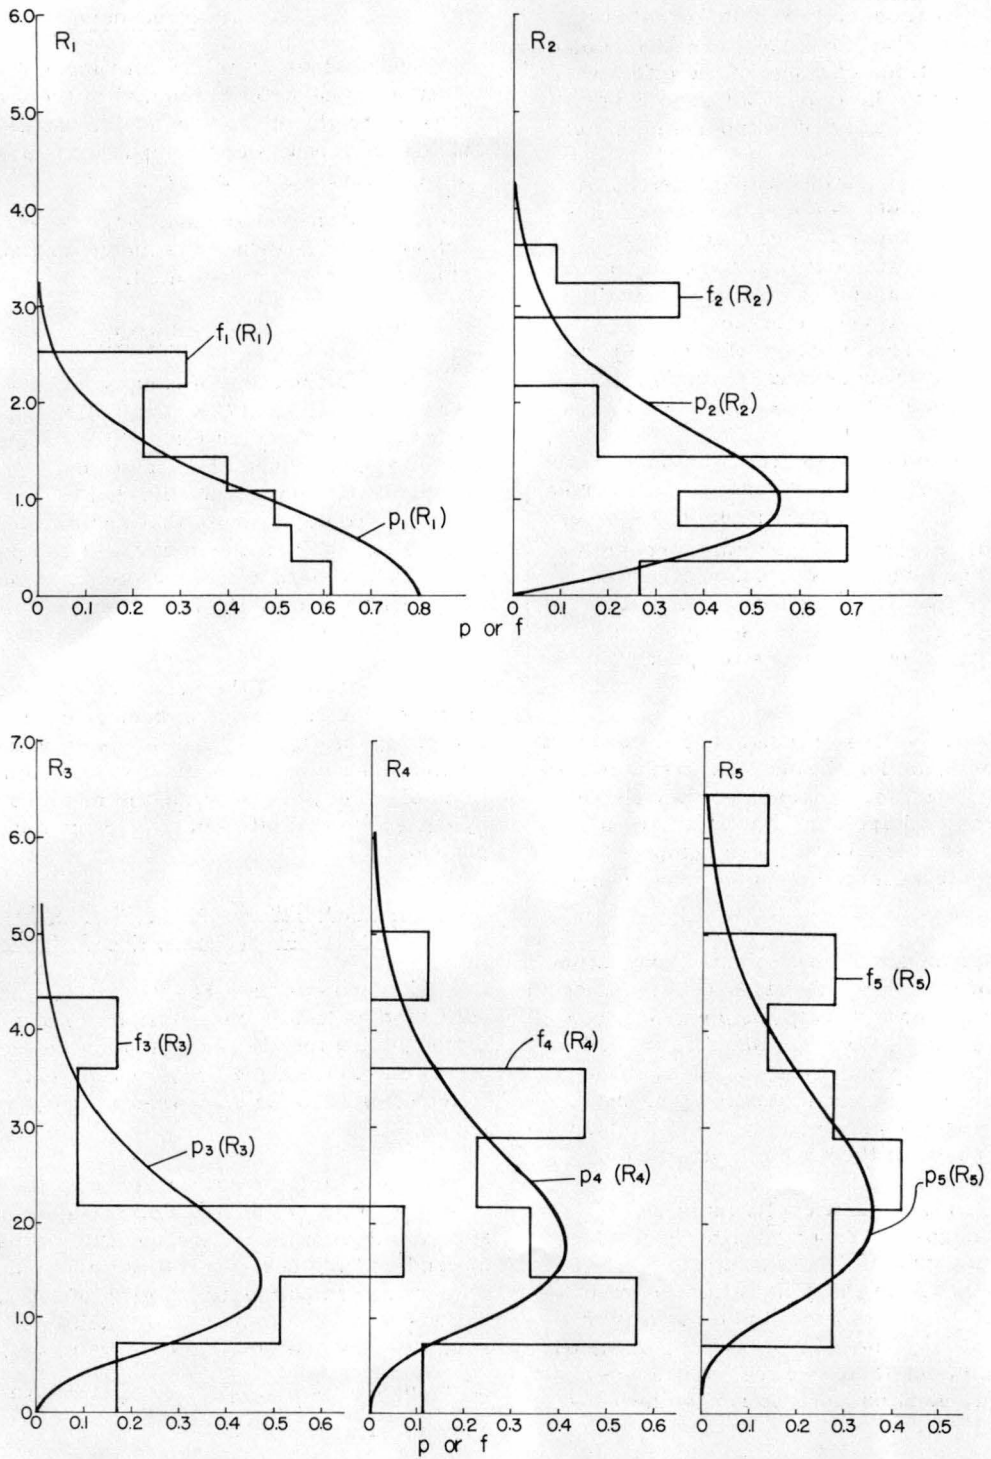 6.0
R₁
R₂
5.0
4.0
3.0
f₁(R₁)
f₂(R₂)
2.0
p₂(R₂)
1.0
p₁(R₁)
0
0 0.1 0.2 0.3 0.4 0.5 0.6 0.7 0.8
0 0.1 0.2 0.3 0.4 0.5 0.6 0.7
p or f
7.0
R₃
R₄
R₅
6.0
5.0
f₅ (R₅)
4.0
f₃(R₃)
f₄ (R₄)
3.0
p₃(R₃)
p₄ (R₄)
p₅(R₅)
2.0
1.0
0
0 0.1 0.2 0.3 0.4 0.5 0.6
0 0.1 0.2 0.3 0.4 0.5 0.6
0 0.1 0.2 0.3 0.4 0.5
p or f